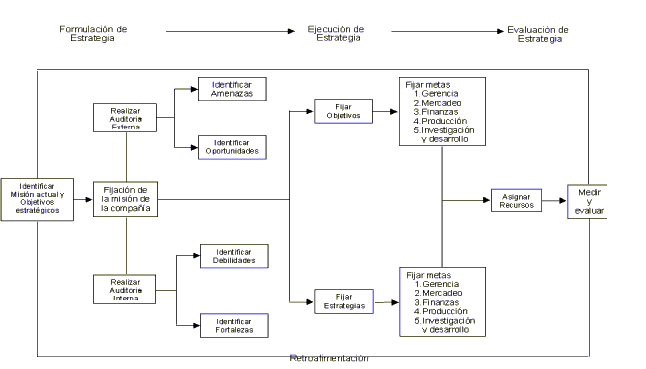 Formulación de
Estrategia
Ejecución de
Estrategia
Evaluación de
Estrategia
Identificar
Amenazas
Realizar
Auditoria
Externa
Identificar
Oportunidades
Identificar
Misión actual y
Objetivos
estratégicos
Fijación de
la misión de
la compañía
Identificar
Debilidades
Realizar
Auditoria
Interna
Identificar
Fortalezas
Fijar
Objetivos
Fijar
Estrategias
Fijar metas
1. Gerencia
2. Mercadeo
3. Finanzas
4. Producción
5. Investigación
y desarrollo
Fijar metas
1. Gerencia
2. Mercadeo
3. Finanzas
4. Producción
5. Investigación
y desarrollo
Asignar
Recursos
Medir
y
evaluar
Retroalimentación